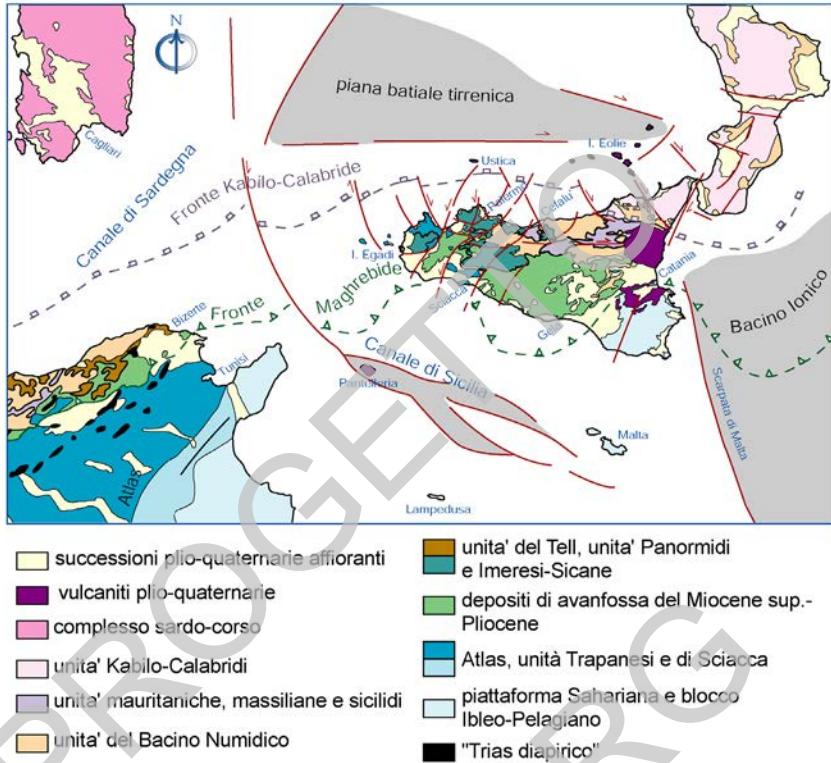 N
piana batiale tirrenica
Cagliari
Canale di Sardegna
Fronte Kabilo-Calabride
Ustica
I. Eolie
Palermo
Cefalu'
I. Egadi
Catania
Bizerte
Fronte
Maghrebide
Sciacca
Gela
Bacino Ionico
Tunisi
Canale di Sicilia
Pantelleria
Scarpata di Malta
Malta
Atlas
Lampedusa
successioni plio-quaternarie affioranti
vulcaniti plio-quaternarie
complesso sardo-corso
unita' Kabilo-Calabridi
unita' mauritaniche, massiliane e sicilidi
unita' del Bacino Numidico
unita' del Tell, unita' Panormidi
e Imeresi-Sicane
depositi di avanfossa del Miocene sup.-
Pliocene
Atlas, unità Trapanesi e di Sciacca
piattaforma Sahariana e blocco
Ibleo-Pelagiano
"Trias diapirico"
PROGETTO
RG